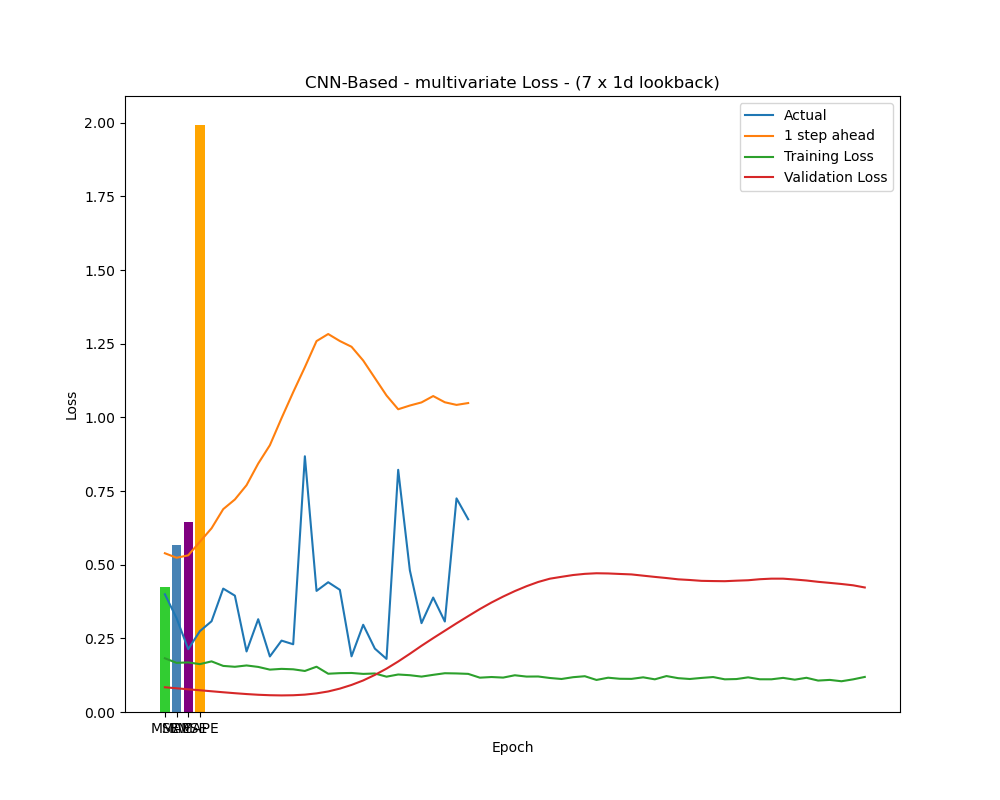 CNN-Based - multivariate Loss - (7 x 1d lookback)
Actual
1 step ahead
Training Loss
Validation Loss
2.00
1.75
1.50
1.25
1.00
0.75
0.50
0.25
0.00
Loss
Epoch